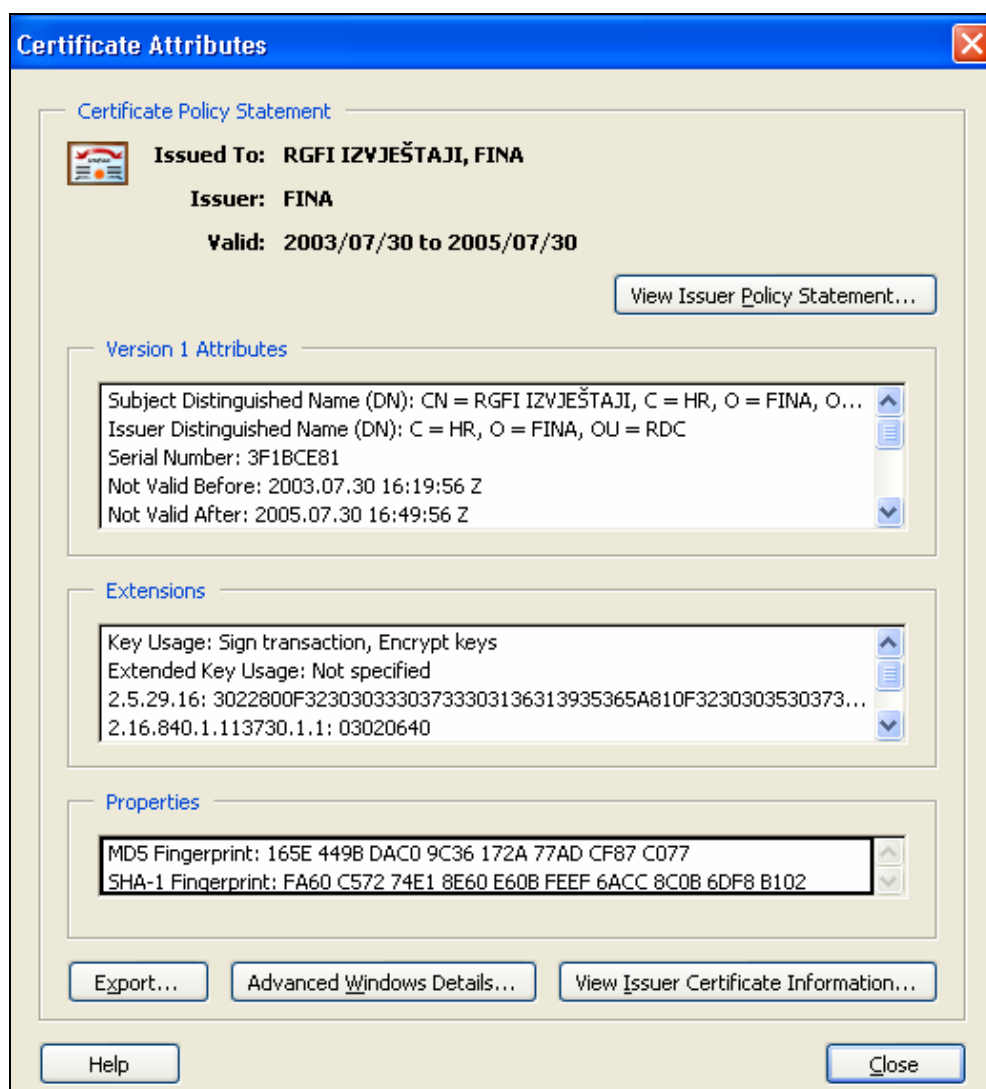 Certificate Attributes
Certificate Policy Statement
Issued To: RGFI IZVJEŠTAJI, FINA
Issuer: FINA
Valid: 2003/07/30 to 2005/07/30
View Issuer Policy Statement...
Version 1 Attributes
Subject Distinguished Name (DN): CN = RGFI IZVJEŠTAJI, C = HR, O = FINA, O...
Issuer Distinguished Name (DN): C = HR, O = FINA, OU = RDC
Serial Number: 3F1BCE81
Not Valid Before: 2003.07.30 16:19:56 Z
Not Valid After: 2005.07.30 16:49:56 Z
Extensions
Key Usage: Sign transaction, Encrypt keys
Extended Key Usage: Not specified
2.5.29.16: 3022800F32303033303733303136313935365A810F3230303530373...
2.16.840.1.113730.1.1: 03020640
Properties
MD5 Fingerprint: 165E 449B DAC0 9C36 172A 77AD CF87 C077
SHA-1 Fingerprint: FA60 C572 74E1 8E60 E60B FEEF 6ACC 8C0B 6DF8 B102
Export... Advanced Windows Details... View Issuer Certificate Information...
Help Close